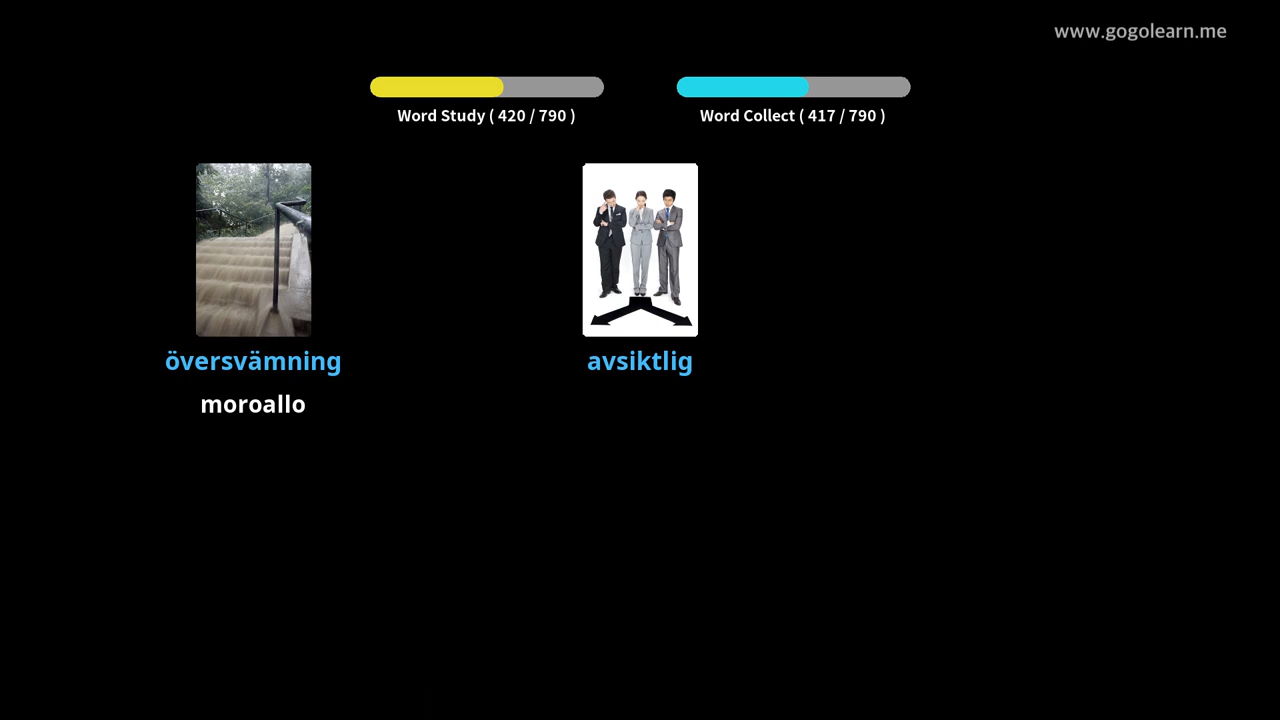 www.gogolearn.me
Word Study ( 420 / 790 )
Word Collect ( 417 / 790 )
översvämning
avsiktlig
moroallo